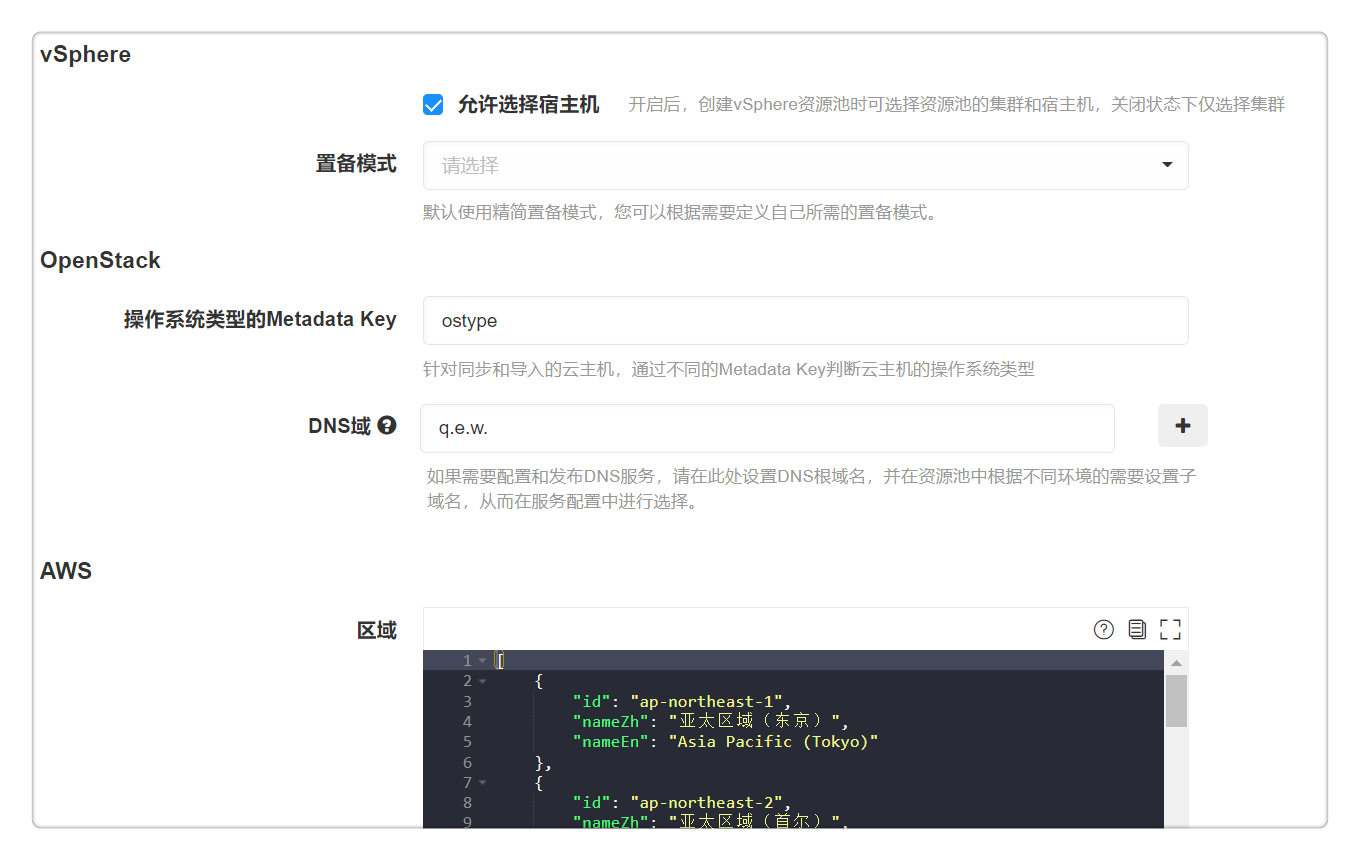 vSphere
允许选择宿主机 开启后，创建vSphere资源池时可选择资源池的集群和宿主机，关闭状态下仅选择集群
置备模式 请选择
默认使用精简置备模式，您可以根据需要定义自己所需的置备模式。
OpenStack
操作系统类型的Metadata Key ostype
针对同步和导入的云主机，通过不同的Metadata Key判断云主机的操作系统类型
DNS域 ? q.e.w. +
如果需要配置和发布DNS服务，请在此处设置DNS根域名，并在资源池中根据不同环境的需要设置子
域名，从而在服务配置中进行选择。
AWS
区域 ?
1 [
2 {
3 "id": "ap-northeast-1",
4 "nameZh": "亚太区域（东京）",
5 "nameEn": "Asia Pacific (Tokyo)"
6 },
7 {
8 "id": "ap-northeast-2",
9 "nameZh": "亚太区域（首尔）",